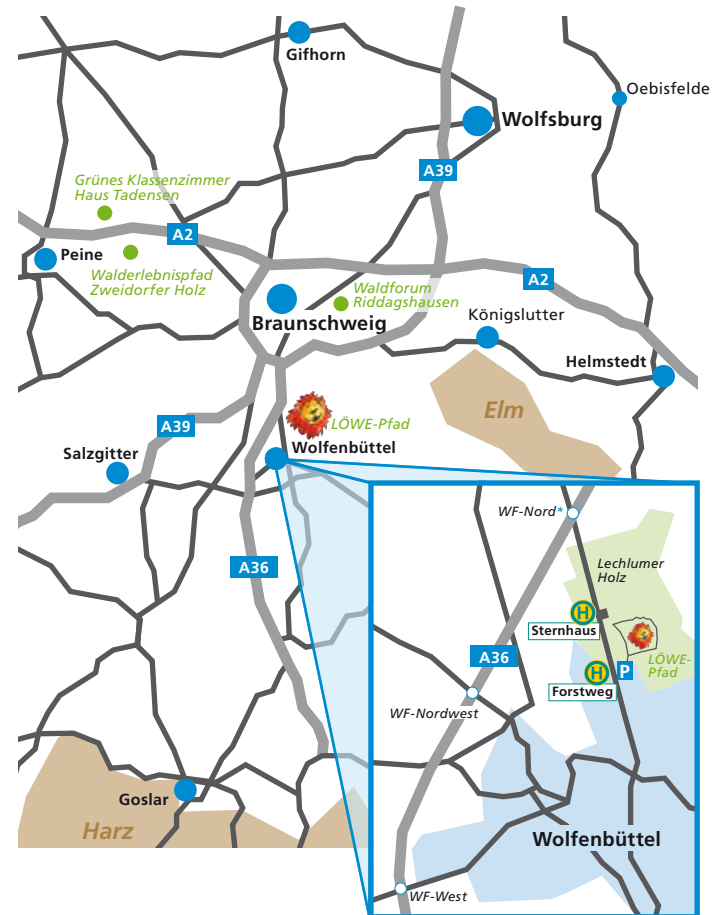 Gifhorn
Oebisfelde
Wolfsburg
A39
Grünes Klassenzimmer
Haus Tadensen
A2
Peine
Walderlebnispfad
Zweidorfer Holz
Waldforum
Riddagshausen
A2
Braunschweig
Königslutter
Helmstedt
Elm
LÖWE-Pfad
A39
Wolfenbüttel
Salzgitter
A36
Goslar
Harz
WF-Nord*
Lechlumer
Holz
H
Sternhaus
A36
H
P
LÖWE-
Pfad
Forstweg
WF-Nordwest
Wolfenbüttel
WF-West